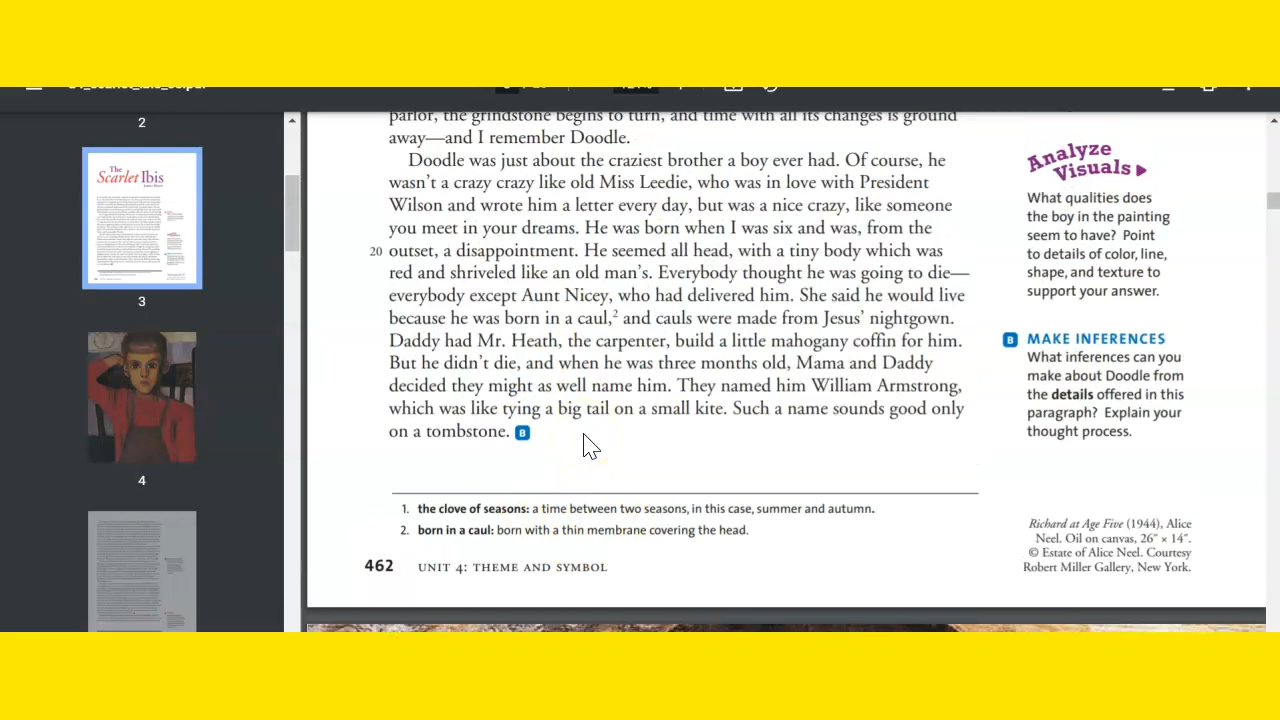 2
The
Scarlet Ibis
3
4
parlor, the grindstone begins to turn, and time with all its changes is ground
away—and I remember Doodle.
Doodle was just about the craziest brother a boy ever had. Of course, he
wasn't a crazy crazy like old Miss Leedie, who was in love with President
Wilson and wrote him a letter every day, but was a nice crazy, like someone
you meet in your dreams. He was born when I was six and was, from the
20 outset, a disappointment. He seemed all head, with a tiny body which was
red and shriveled like an old man's. Everybody thought he was going to die—
everybody except Aunt Nicey, who had delivered him. She said he would live
because he was born in a caul,2 and cauls were made from Jesus' nightgown.
Daddy had Mr. Heath, the carpenter, build a little mahogany coffin for him.
But he didn't die, and when he was three months old, Mama and Daddy
decided they might as well name him. They named him William Armstrong,
which was like tying a big tail on a small kite. Such a name sounds good only
on a tombstone. B
1. the clove of seasons: a time between two seasons, in this case, summer and autumn.
2. born in a caul: born with a thin membrane covering the head.
462 UNIT 4: THEME AND SYMBOL
Analyze
Visuals
What qualities does
the boy in the painting
seem to have? Point
to details of color, line,
shape, and texture to
support your answer.
B MAKE INFERENCES
What inferences can you
make about Doodle from
the details offered in this
paragraph? Explain your
thought process.
Richard at Age Five (1944), Alice
Neel. Oil on canvas, 26" × 14".
© Estate of Alice Neel. Courtesy
Robert Miller Gallery, New York.